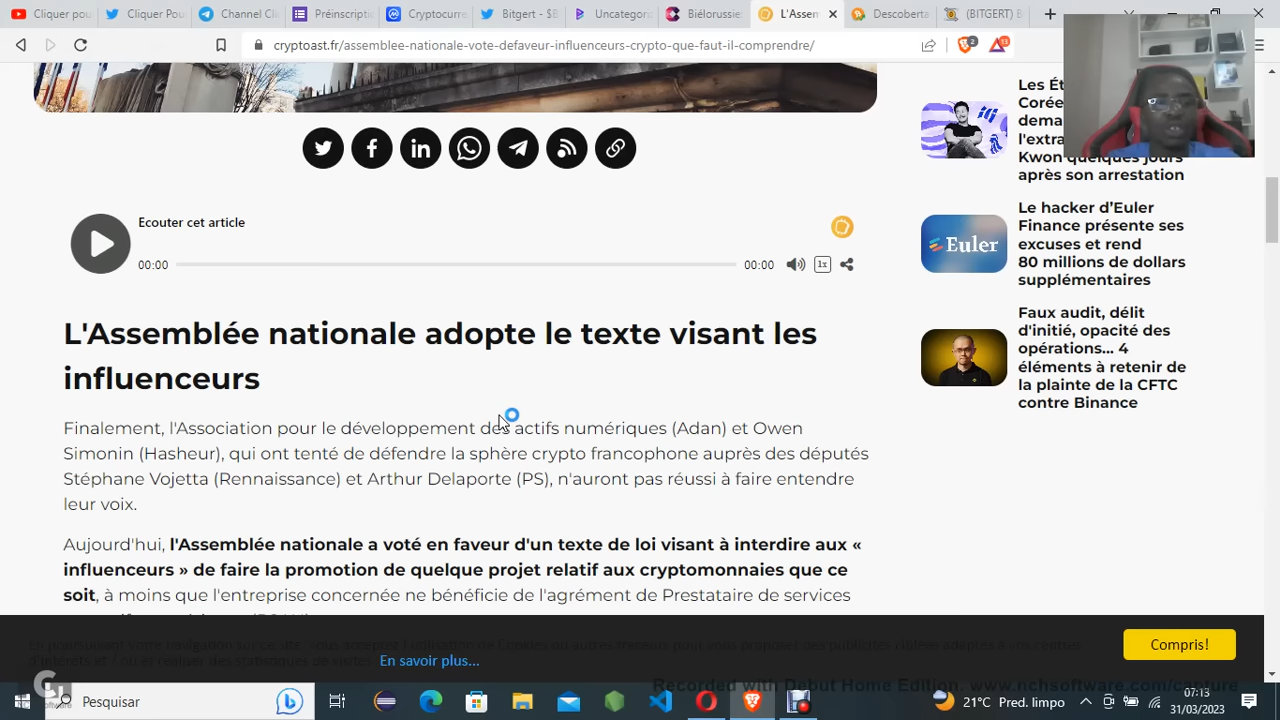 Cliquer pou
Cliquer Pou
Channel Cli
Préinscripti
Cryptocurre
Bitgert - $B
Uncategoriz
Biélorussie:
L'Assem
Descoberta
(BITGERT) B
cryptoast.fr/assemblee-nationale-vote-defaveur-influenceurs-crypto-que-faut-il-comprendre/
2
13
Les Ét
Corée
dema
l'extra
Kwon quelques jours
après son arrestation
Ecouter cet article
00:00
00:00
1x
Le hacker d’Euler
Finance présente ses
excuses et rend
80 millions de dollars
supplémentaires
Euler
L'Assemblée nationale adopte le texte visant les
influenceurs
Faux audit, délit
d'initié, opacité des
opérations... 4
éléments à retenir de
la plainte de la CFTC
contre Binance
Finalement, l'Association pour le développement des actifs numériques (Adan) et Owen
Simonin (Hasheur), qui ont tenté de défendre la sphère crypto francophone auprès des députés
Stéphane Vojetta (Rennaissance) et Arthur Delaporte (PS), n'auront pas réussi à faire entendre
leur voix.
Aujourd'hui, l'Assemblée nationale a voté en faveur d'un texte de loi visant à interdire aux «
influenceurs » de faire la promotion de quelque projet relatif aux cryptomonnaies que ce
soit, à moins que l'entreprise concernée ne bénéficie de l'agrément de Prestataire de services
En savoir plus...
Compris!
Recorded with Debut Home Edition. www.nchsoftware.com/capture
Pesquisar
21°C Pred. limpo
07:13
31/03/2023